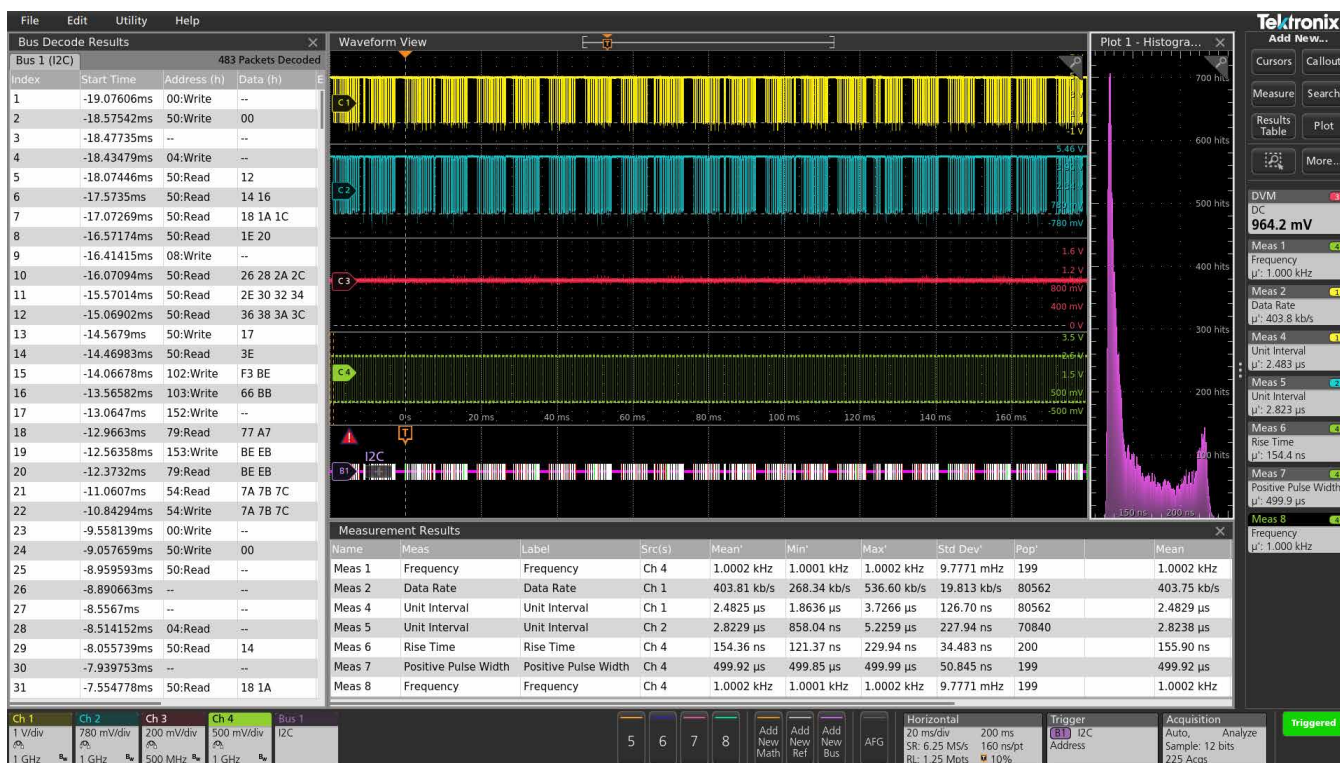 File Edit Utility Help
Tektronix
Bus Decode Results
Bus 1 (I2C) 483 Packets Decoded
Index Start Time Address (h) Data (h) E
1 -19.07606ms 00:Write --
2 -18.57542ms 50:Write 00
3 -18.47735ms -- --
4 -18.43479ms 04:Write --
5 -18.07446ms 50:Read 12
6 -17.5735ms 50:Read 14 16
7 -17.07269ms 50:Read 18 1A 1C
8 -16.57174ms 50:Read 1E 20
9 -16.41415ms 08:Write --
10 -16.07094ms 50:Read 26 28 2A 2C
11 -15.57014ms 50:Read 2E 30 32 34
12 -15.06902ms 50:Read 36 38 3A 3C
13 -14.5679ms 50:Write 17
14 -14.46983ms 50:Read 3E
15 -14.06678ms 102:Write F3 BE
16 -13.56582ms 103:Write 66 BB
17 -13.0647ms 152:Write --
18 -12.9663ms 79:Read 77 A7
19 -12.56358ms 153:Write BE EB
20 -12.3732ms 79:Read BE EB
21 -11.0607ms 54:Read 7A 7B 7C
22 -10.84294ms 54:Write 7A 7B 7C
23 -9.558139ms 00:Write --
24 -9.057659ms 50:Write 00
25 -8.959593ms 50:Read --
26 -8.890663ms -- --
27 -8.5567ms -- --
28 -8.514152ms 04:Read --
29 -8.055739ms 50:Read 14
30 -7.939753ms -- --
31 -7.554778ms 50:Read 18 1A
Waveform View
T
C1
-1 V
5.46 V
C2
-780 mV
1.6 V
1.2 V
C3
800 mV
400 mV
0 V
3.5 V
2.5 V
C4
1.5 V
500 mV
-500 mV
0 s 20 ms 40 ms 60 ms 80 ms 100 ms 120 ms 140 ms 160 ms
T
I2C
B1
Plot 1 - Histogra...
700 hits
600 hits
500 hits
400 hits
300 hits
200 hits
100 hits
150 ns 200 ns
Measurement Results
Name Meas Label Src(s) Mean' Min' Max' Std Dev' Pop' Mean
Meas 1 Frequency Frequency Ch 4 1.0002 kHz 1.0001 kHz 1.0002 kHz 9.7771 mHz 199 1.0002 kHz
Meas 2 Data Rate Data Rate Ch 1 403.81 kb/s 268.34 kb/s 536.60 kb/s 19.813 kb/s 80562 403.75 kb/s
Meas 4 Unit Interval Unit Interval Ch 1 2.4825 µs 1.8636 µs 3.7266 µs 126.70 ns 80562 2.4829 µs
Meas 5 Unit Interval Unit Interval Ch 2 2.8229 µs 858.04 ns 5.2259 µs 227.94 ns 70840 2.8238 µs
Meas 6 Rise Time Rise Time Ch 4 154.36 ns 121.37 ns 229.94 ns 34.483 ns 200 155.90 ns
Meas 7 Positive Pulse Width Positive Pulse Width Ch 4 499.92 µs 499.85 µs 499.99 µs 50.845 ns 199 499.92 µs
Meas 8 Frequency Frequency Ch 4 1.0002 kHz 1.0001 kHz 1.0002 kHz 9.7771 mHz 199 1.0002 kHz
Add New...
Cursors Callout
Measure Search
Results Table Plot
More...
DVM 3
DC
964.2 mV
Meas 1 4
Frequency
µ': 1.000 kHz
Meas 2 1
Data Rate
µ': 403.8 kb/s
Meas 4 1
Unit Interval
µ': 2.483 µs
Meas 5 2
Unit Interval
µ': 2.823 µs
Meas 6 4
Rise Time
µ': 154.4 ns
Meas 7 4
Positive Pulse Width
µ': 499.9 µs
Meas 8 4
Frequency
µ': 1.000 kHz
Ch 1
1 V/div
1 GHz Bw
Ch 2
780 mV/div
1 GHz Bw
Ch 3
200 mV/div
500 MHz Bw
Ch 4
500 mV/div
1 GHz Bw
Bus 1
I2C
5 6 7 8
Add New Math
Add New Ref
Add New Bus
AFG
Horizontal
20 ms/div 200 ms
SR: 6.25 MS/s 160 ns/pt
RL: 1.25 Mpts 10%
Trigger
B1 I2C
Address
Acquisition
Auto, Analyze
Sample: 12 bits
225 Acqs
Triggered